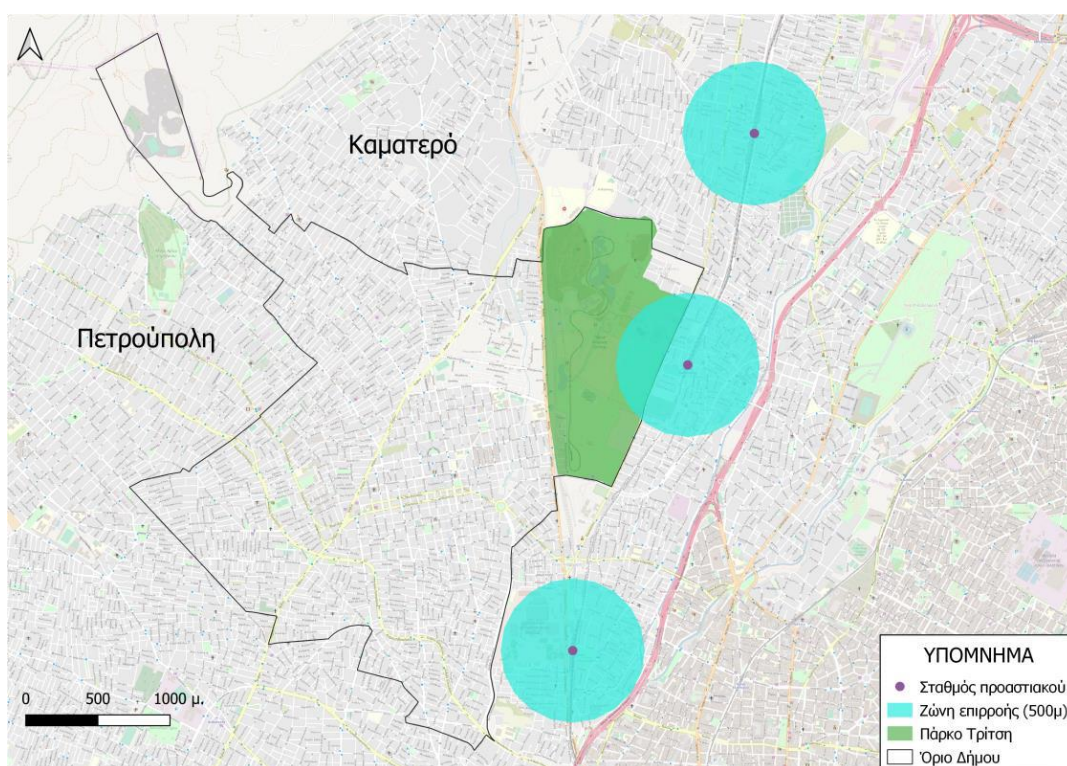 Καματερό
Πετρούπολη
0 500 1000 μ.
ΥΠΟΜΝΗΜΑ
Σταθμός προαστιακού
Ζώνη επιρροής (500μ)
Πάρκο Τρίτση
Όριο Δήμου